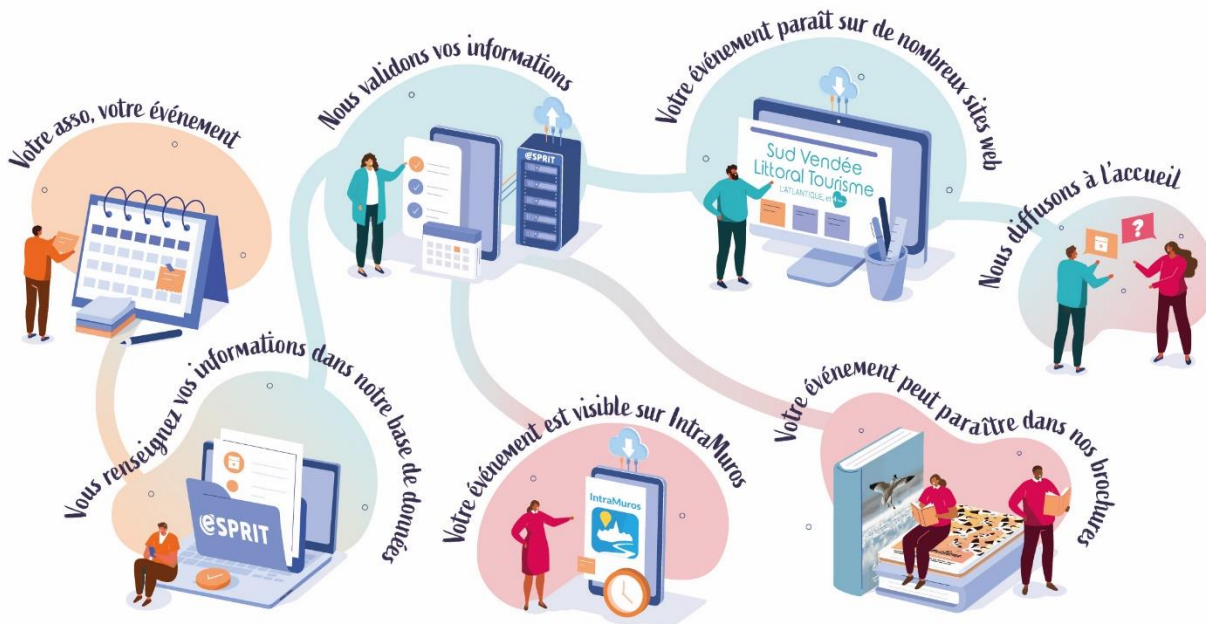 Votre asso, votre événement
Vous renseignez vos informations dans notre base de données
eSPRIT
Nous validons vos informations
eSPRIT
Votre événement paraît sur de nombreux sites web
Sud Vendée
Littoral Tourisme
L'ATLANTIQUE, et
Nous diffusons à l'accueil
?
Votre événement est visible sur IntraMuros
IntraMuros
Votre événement peut paraître dans nos brochures